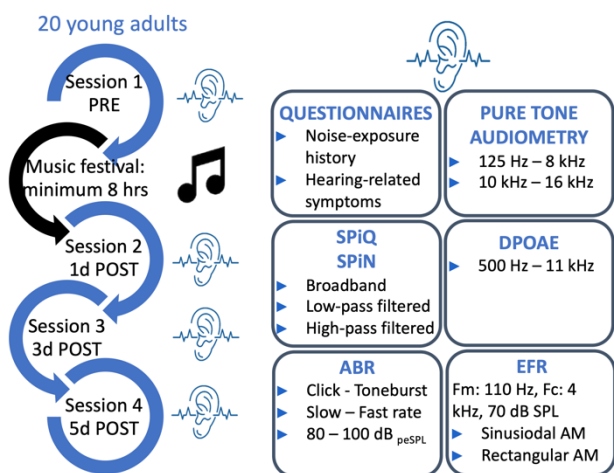 20 young adults
Session 1
PRE
Music festival:
minimum 8 hrs
Session 2
1d POST
Session 3
3d POST
Session 4
5d POST
QUESTIONNAIRES
Noise-exposure
history
Hearing-related
symptoms
PURE TONE
AUDIOMETRY
125 Hz – 8 kHz
10 kHz – 16 kHz
SPiQ
SPiN
Broadband
Low-pass filtered
High-pass filtered
DPOAE
500 Hz – 11 kHz
ABR
Click - Toneburst
Slow – Fast rate
80 – 100 dB peSPL
EFR
Fm: 110 Hz, Fc: 4
kHz, 70 dB SPL
Sinusiodal AM
Rectangular AM